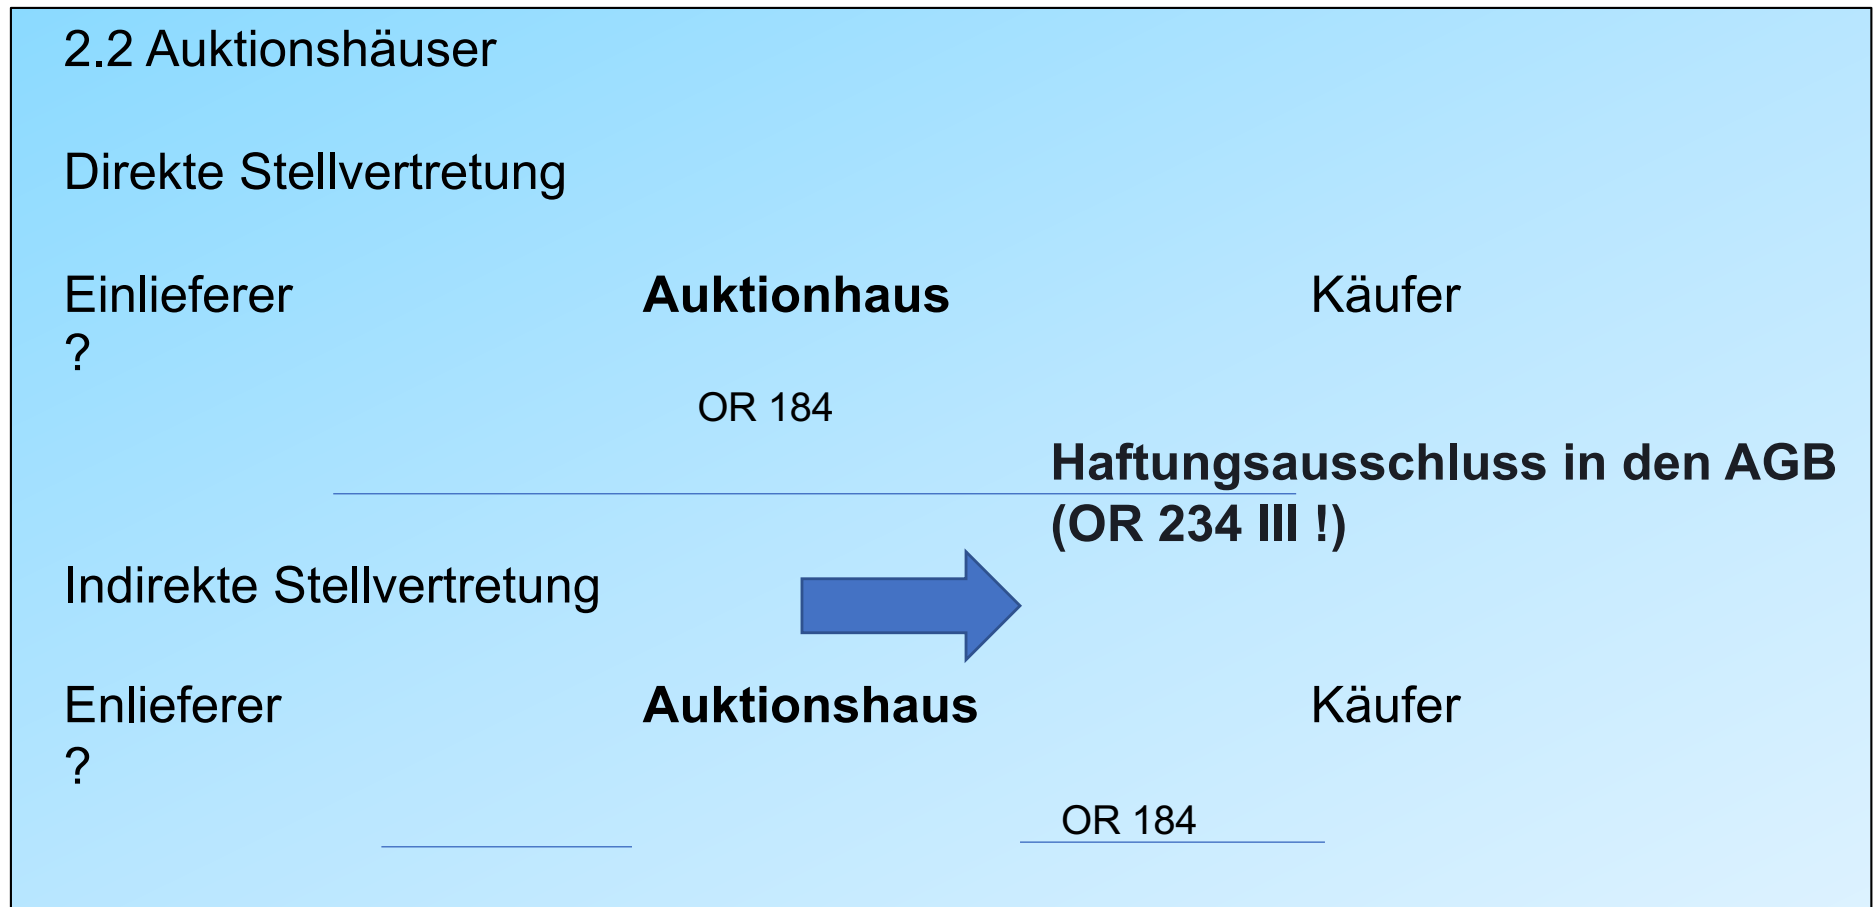 2.2 Auktionshäuser
Direkte Stellvertretung
Einlieferer Auktionhaus Käufer
?
OR 184
Haftungsausschluss in den AGB
(OR 234 III !)
Indirekte Stellvertretung
Enlieferer Auktionshaus Käufer
?
OR 184